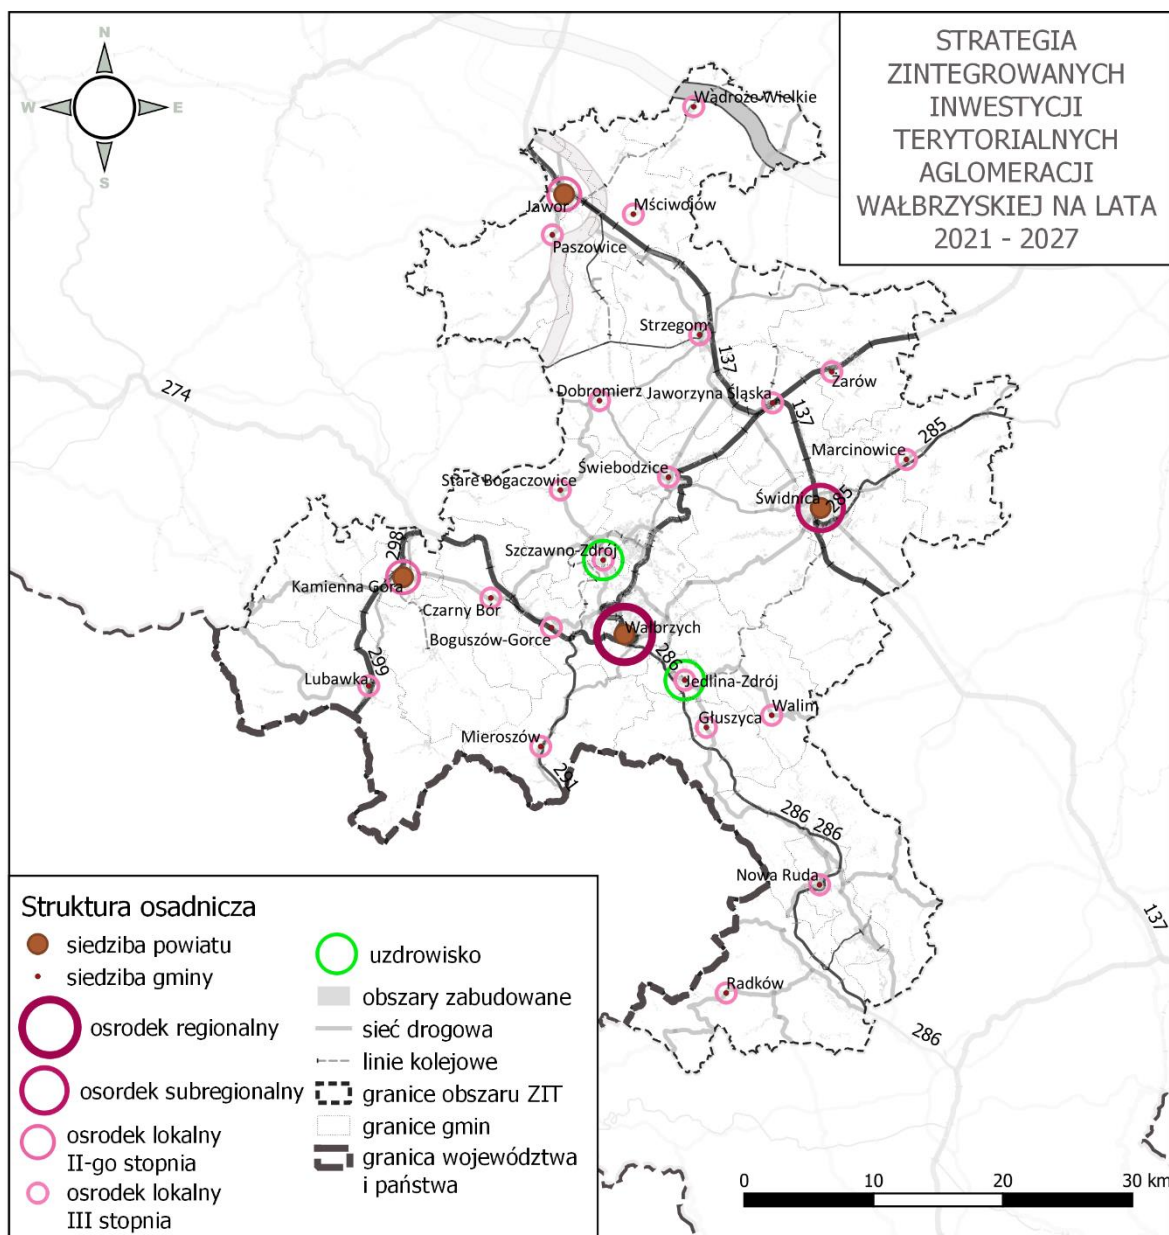 N
W
E
S
STRATEGIA
ZINTEGROWANYCH
INWESTYCJI
TERYTORIALNYCH
AGLOMERACJI
WAŁBRZYSKIEJ NA LATA
2021 - 2027
Wądroże Wielkie
Jawor
Mściwojów
Paszowice
Strzegom
137
274
Dobromierz
Jaworzyna Śląska
Żarów
137
285
Marcinowice
Świebodzice
Stare Bogaczowice
Świdnica
285
298
Szczawno-Zdrój
Kamienna Góra
Czarny Bór
Wałbrzych
Boguszów-Gorce
286
299
Lubawka
Jedlina-Zdrój
Walim
Głuszyca
Mieroszów
291
286
286
Nowa Ruda
137
Radków
286
Struktura osadnicza
siedziba powiatu
siedziba gminy
osrodek regionalny
osordek subregionalny
osrodek lokalny
II-go stopnia
osrodek lokalny
III stopnia
uzdrowisko
obszary zabudowane
sieć drogowa
linie kolejowe
granice obszaru ZIT
granice gmin
granica województwa
i państwa
0
10
20
30 km